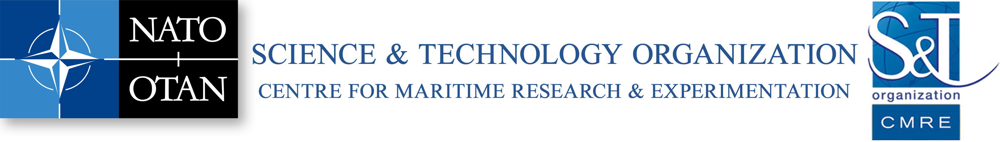 NATO
OTAN
SCIENCE & TECHNOLOGY ORGANIZATION
CENTRE FOR MARITIME RESEARCH & EXPERIMENTATION
S&T
organization
CMRE